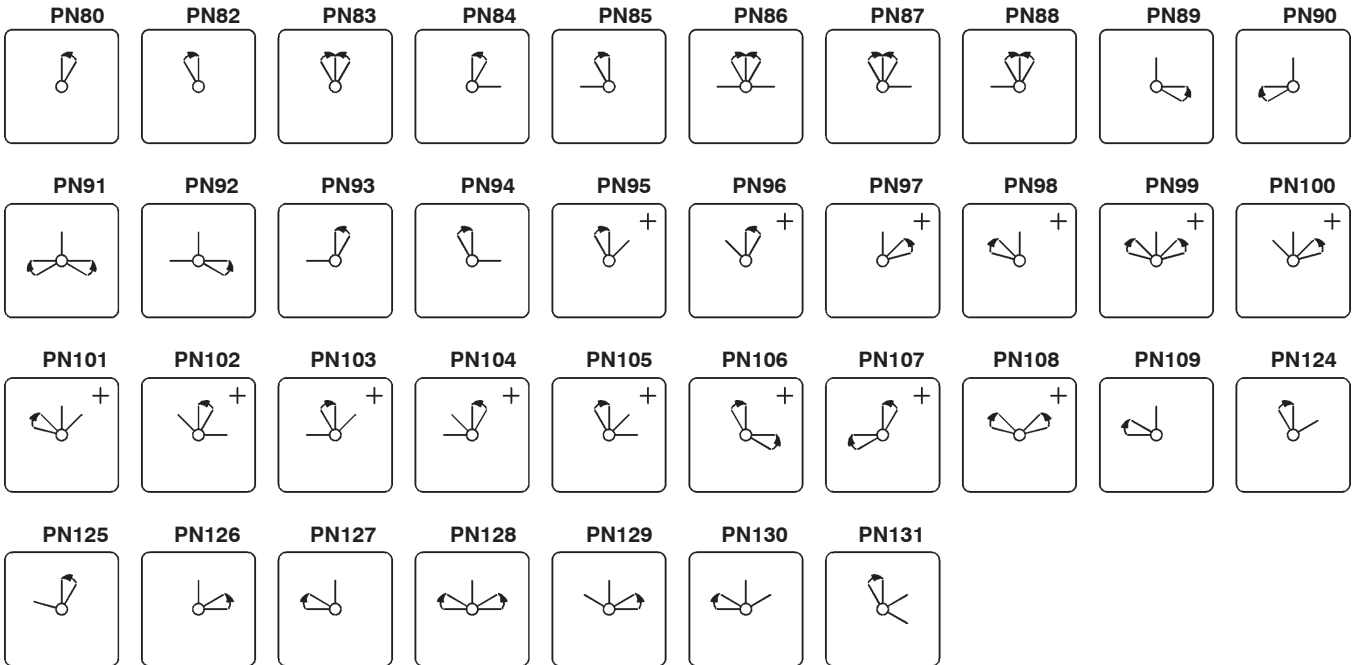 PN80 PN82 PN83 PN84 PN85 PN86 PN87 PN88 PN89 PN90
PN91 PN92 PN93 PN94 PN95 PN96 PN97 PN98 PN99 PN100
+ + + + + +
PN101 PN102 PN103 PN104 PN105 PN106 PN107 PN108 PN109 PN124
+ + + + + + + +
PN125 PN126 PN127 PN128 PN129 PN130 PN131